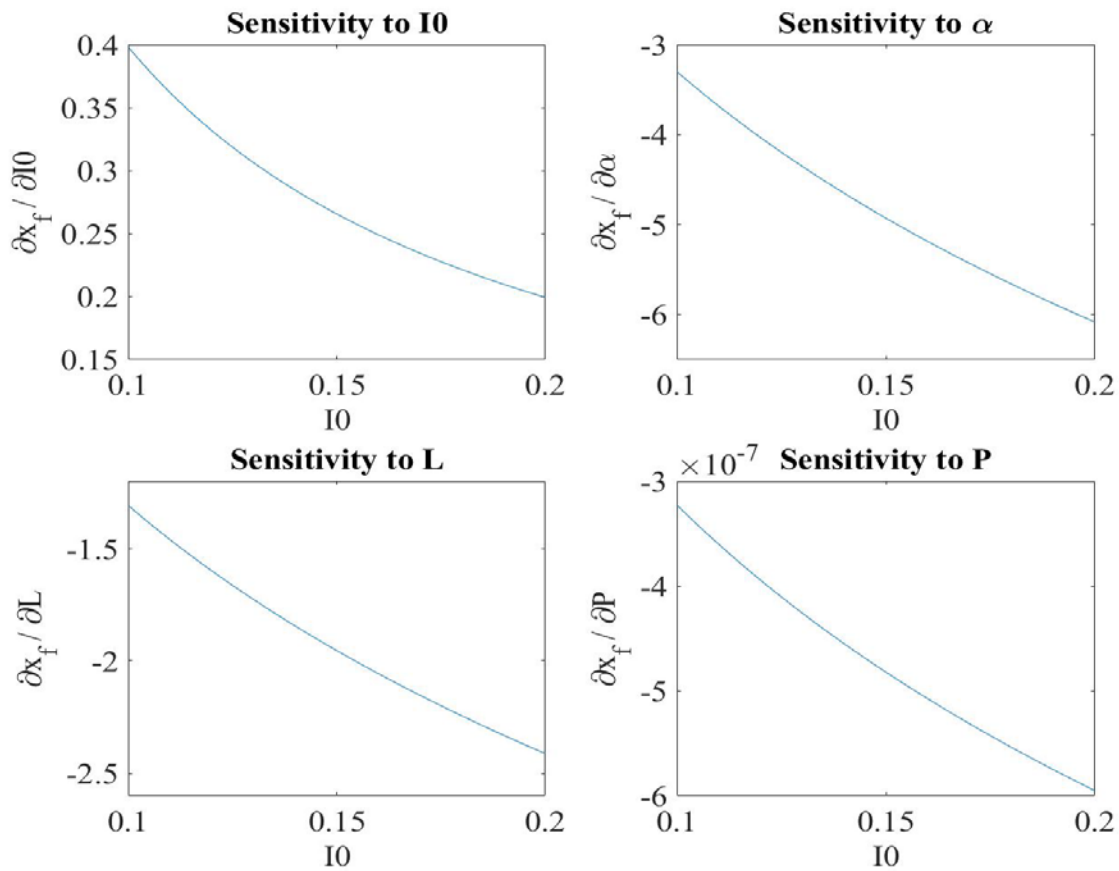 Sensitivity to I0
0.4
0.35
0.3
0.25
0.2
0.15
∂x_f / ∂I0
0.1 0.15 0.2
I0
Sensitivity to α
-3
-4
-5
-6
∂x_f / ∂α
0.1 0.15 0.2
I0
Sensitivity to L
-1.5
-2
-2.5
∂x_f / ∂L
0.1 0.15 0.2
I0
×10^-7 Sensitivity to P
-3
-4
-5
-6
∂x_f / ∂P
0.1 0.15 0.2
I0